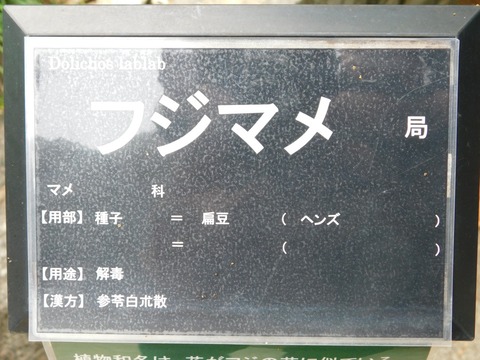 Dolichos lablab
フジマメ 局
マメ 科
【用部】 種子 ＝ 扁豆 （ ヘンズ ）
＝ （ ）
【用途】 解毒
【漢方】 参苓白朮散